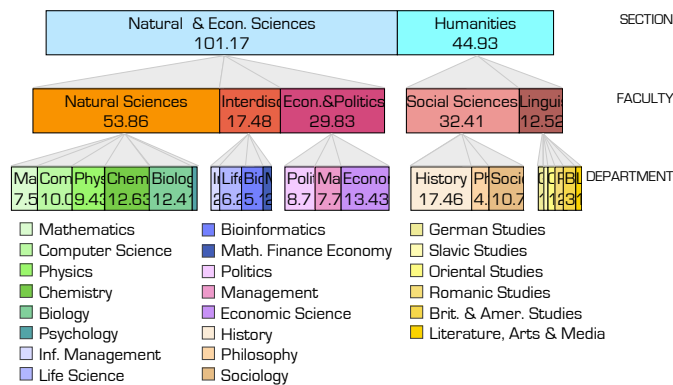 Natural & Econ. Sciences Humanities SECTION
101.17 44.93
Natural Sciences Interdisc Econ.&Politics Social Sciences Linguis FACULTY
53.86 17.48 29.83 32.41 12.52
Ma Com Phys Chem Biolog Life Bio Polit Ma Econo History Ph Socio DEPARTMENT
7.5 10.0 9.43 12.63 12.41 6.2 5.1 8.7 7.7 13.43 17.46 4. 10.7
Mathematics Bioinformatics German Studies
Computer Science Math. Finance Economy Slavic Studies
Physics Politics Oriental Studies
Chemistry Management Romanic Studies
Biology Economic Science Brit. & Amer. Studies
Psychology History Literature, Arts & Media
Inf. Management Philosophy
Life Science Sociology